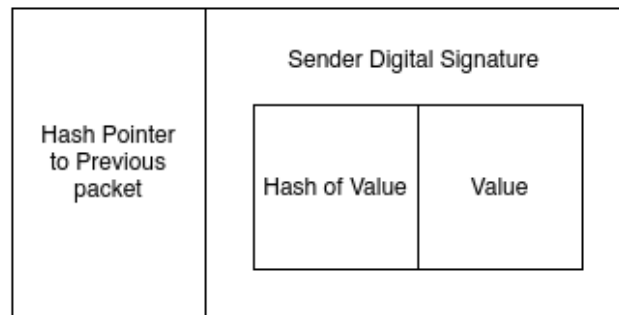 Hash Pointer
to Previous
packet
Sender Digital Signature
Hash of Value
Value